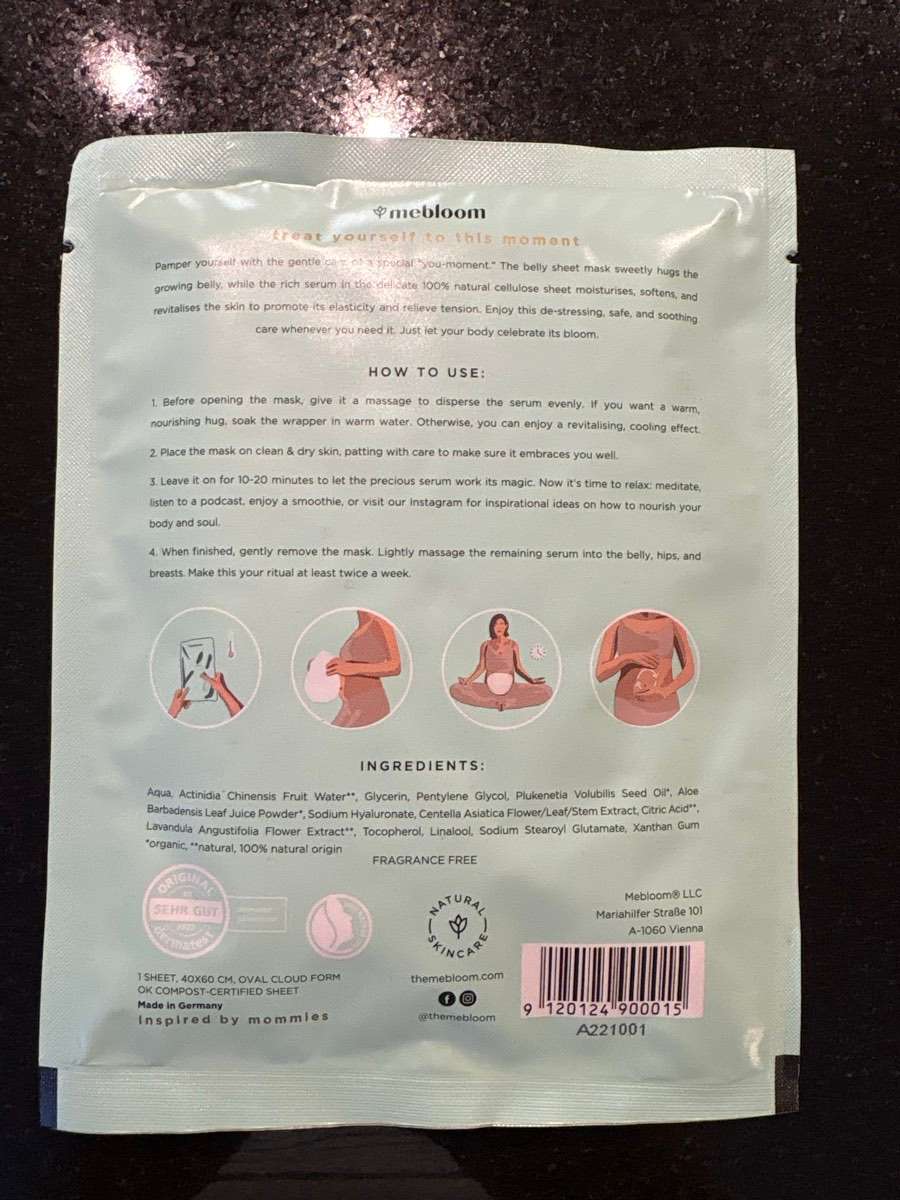 mebloom
treat yourself to this moment
Pamper yourself with the gentle care of a special "you-moment." The belly sheet mask sweetly hugs the
growing belly, while the rich serum in the delicate 100% natural cellulose sheet moisturises, softens, and
revitalises the skin to promote its elasticity and relieve tension. Enjoy this de-stressing, safe, and soothing
care whenever you need it. Just let your body celebrate its bloom.
HOW TO USE:
1. Before opening the mask, give it a massage to disperse the serum evenly. If you want a warm,
nourishing hug, soak the wrapper in warm water. Otherwise, you can enjoy a revitalising, cooling effect.
2. Place the mask on clean & dry skin, patting with care to make sure it embraces you well.
3. Leave it on for 10-20 minutes to let the precious serum work its magic. Now it's time to relax: meditate,
listen to a podcast, enjoy a smoothie, or visit our Instagram for inspirational ideas on how to nourish your
body and soul.
4. When finished, gently remove the mask. Lightly massage the remaining serum into the belly, hips, and
breasts. Make this your ritual at least twice a week.
INGREDIENTS:
Aqua, Actinidia Chinensis Fruit Water**, Glycerin, Pentylene Glycol, Plukenetia Volubilis Seed Oil*, Aloe
Barbadensis Leaf Juice Powder*, Sodium Hyaluronate, Centella Asiatica Flower/Leaf/Stem Extract, Citric Acid**,
Lavandula Angustifolia Flower Extract**, Tocopherol, Linalool, Sodium Stearoyl Glutamate, Xanthan Gum
*organic, **natural, 100% natural origin
FRAGRANCE FREE
ORIGINAL
SEHR GUT
dermatest
NATURAL
SKINCARE
Mebloom® LLC
Mariahilfer Straße 101
A-1060 Vienna
1 SHEET, 40X60 CM, OVAL CLOUD FORM
OK COMPOST-CERTIFIED SHEET
Made in Germany
Inspired by mommies
themebloom.com
@themebloom
9 120124 900015
A221001